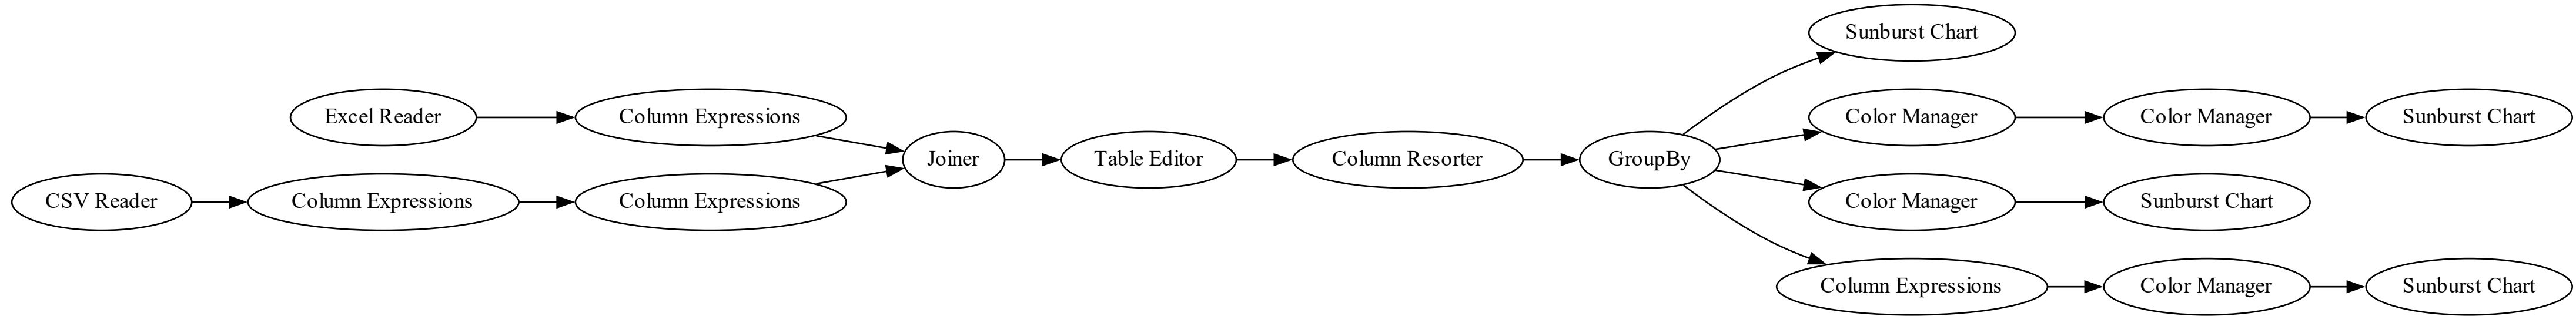 Sunburst Chart
Excel Reader
Column Expressions
Color Manager
Color Manager
Sunburst Chart
Joiner
Table Editor
Column Resorter
GroupBy
CSV Reader
Column Expressions
Column Expressions
Color Manager
Sunburst Chart
Column Expressions
Color Manager
Sunburst Chart